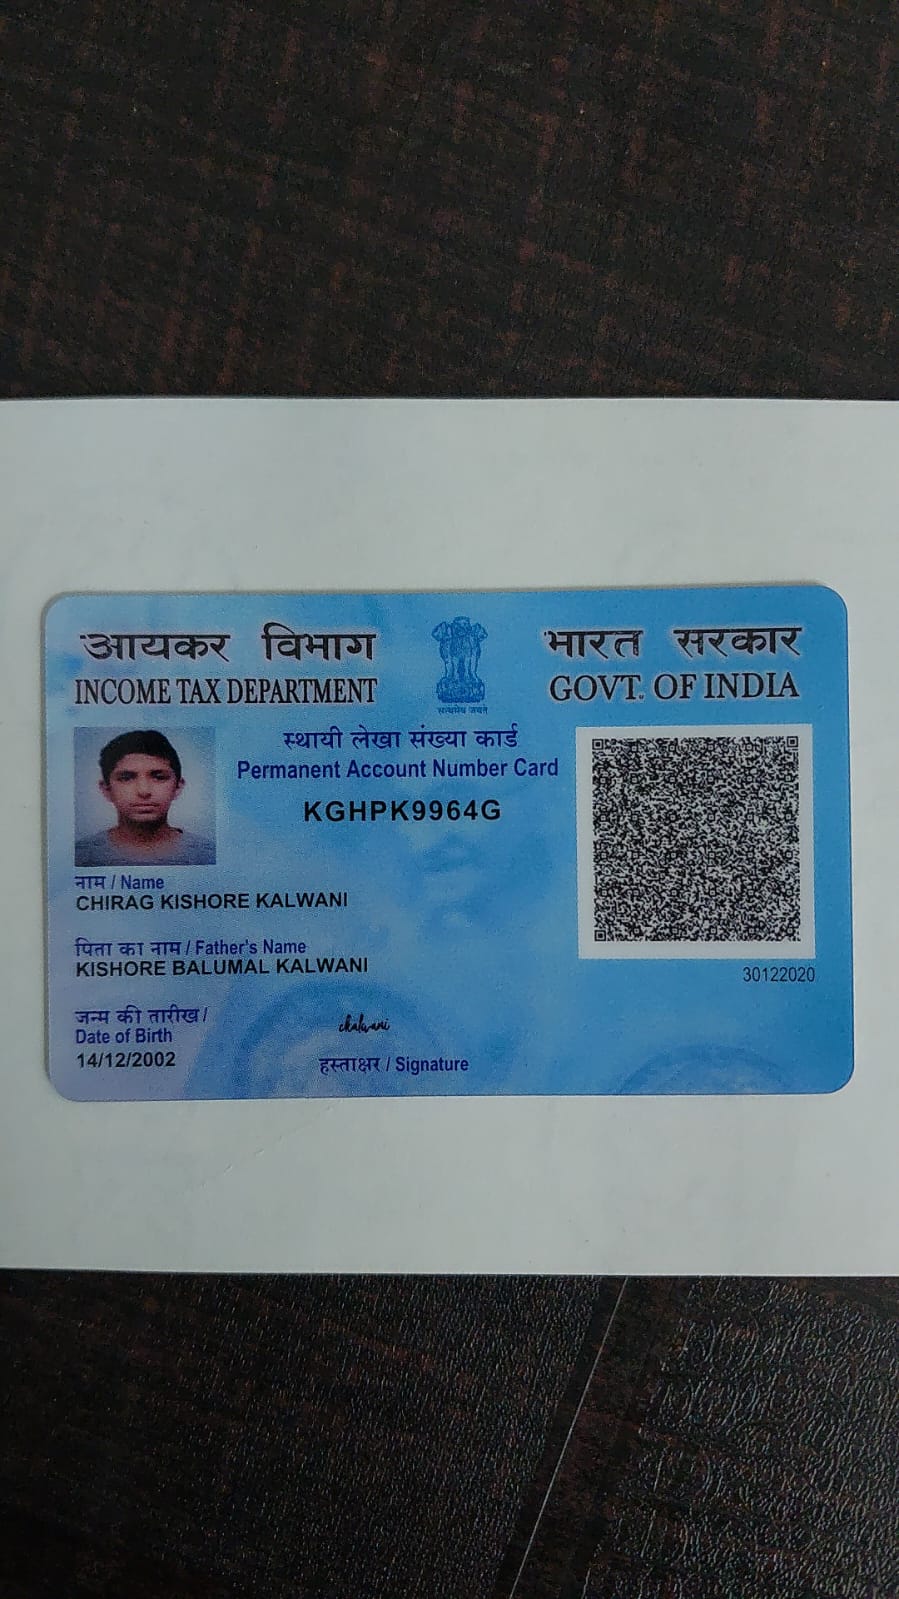 आयकर विभाग
INCOME TAX DEPARTMENT
सत्यमेव जयते
भारत सरकार
GOVT. OF INDIA
स्थायी लेखा संख्या कार्ड
Permanent Account Number Card
KGHPK9964G
नाम / Name
CHIRAG KISHORE KALWANI
पिता का नाम / Father's Name
KISHORE BALUMAL KALWANI
जन्म की तारीख /
Date of Birth
14/12/2002
ckalwani
हस्ताक्षर / Signature
30122020